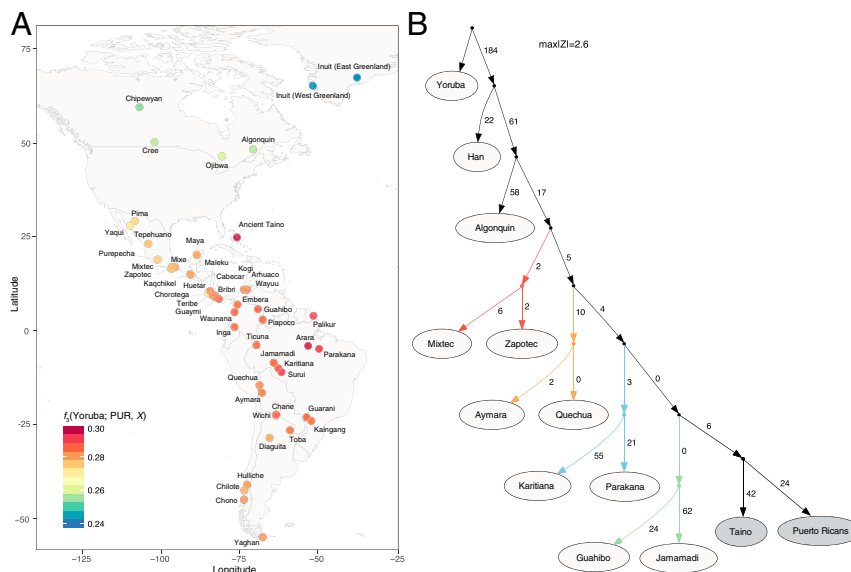 A
75
50
25
0
−25
−50
Latitude
−125
−100
−75
−50
−25
Longitude
Inuit (East Greenland)
Inuit (West Greenland)
Chipewyan
Cree
Algonquin
Ojibwa
Pima
Yaqui
Tepehuano
Purepecha
Mixtec
Zapotec
Mixe
Maya
Ancient Taino
Kaqchikel
Chorotega
Huetar
Teribe
Guaymi
Maleku
Cabecar
Bribri
Kogi
Arhuaco
Wayuu
Embera
Waunana
Guahibo
Piapoco
Inga
Palikur
Ticuna
Arara
Parakana
Jamamadi
Karitiana
Surui
Quechua
Aymara
Chane
Wichi
Guarani
Kaingang
Toba
Diaguita
Hulliche
Chilote
Chono
Yaghan
f3(Yoruba; PUR, X)
0.30
0.28
0.26
0.24
B
max|Z|=2.6
184
Yoruba
22
61
Han
58
17
Algonquin
2
5
6
2
10
4
Mixtec
Zapotec
2
0
3
0
Aymara
Quechua
55
21
0
6
Karitiana
Parakana
24
62
42
24
Guahibo
Jamamadi
Taino
Puerto Ricans